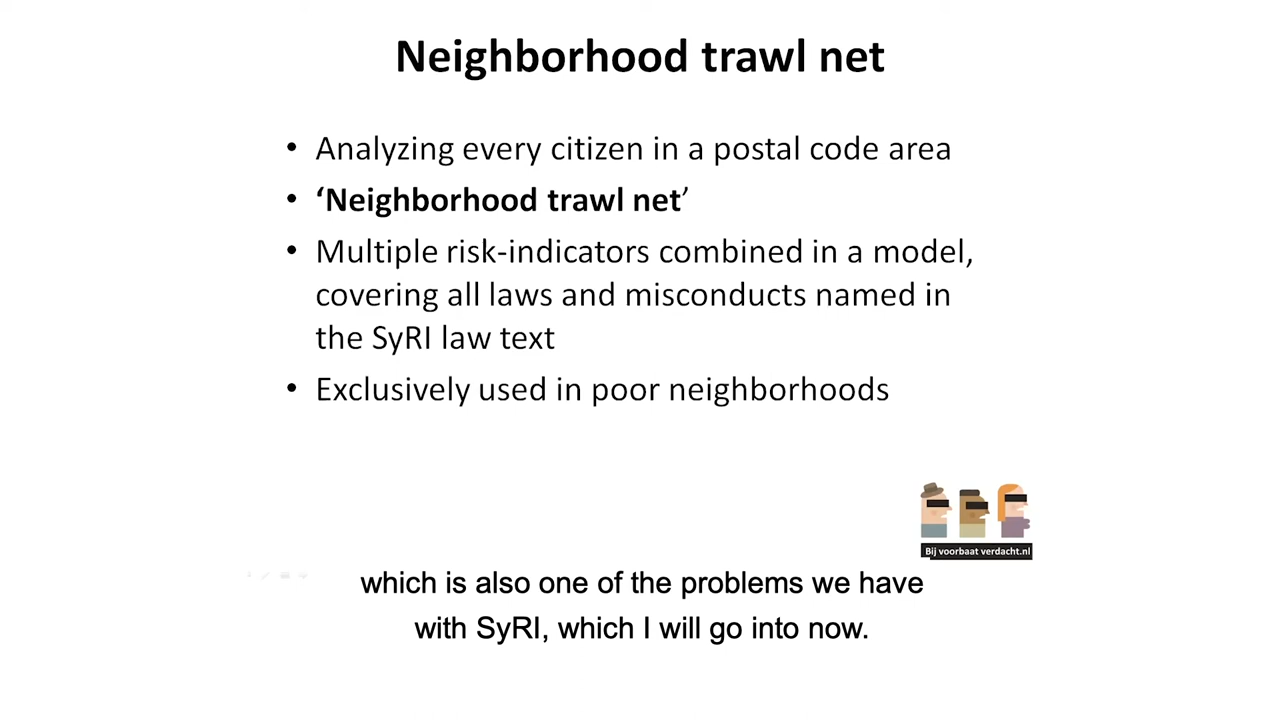 Neighborhood trawl net
• Analyzing every citizen in a postal code area
• ‘Neighborhood trawl net’
• Multiple risk-indicators combined in a model,
covering all laws and misconducts named in
the SyRI law text
• Exclusively used in poor neighborhoods
Bij voorbaat verdacht.nl
which is also one of the problems we have
with SyRI, which I will go into now.